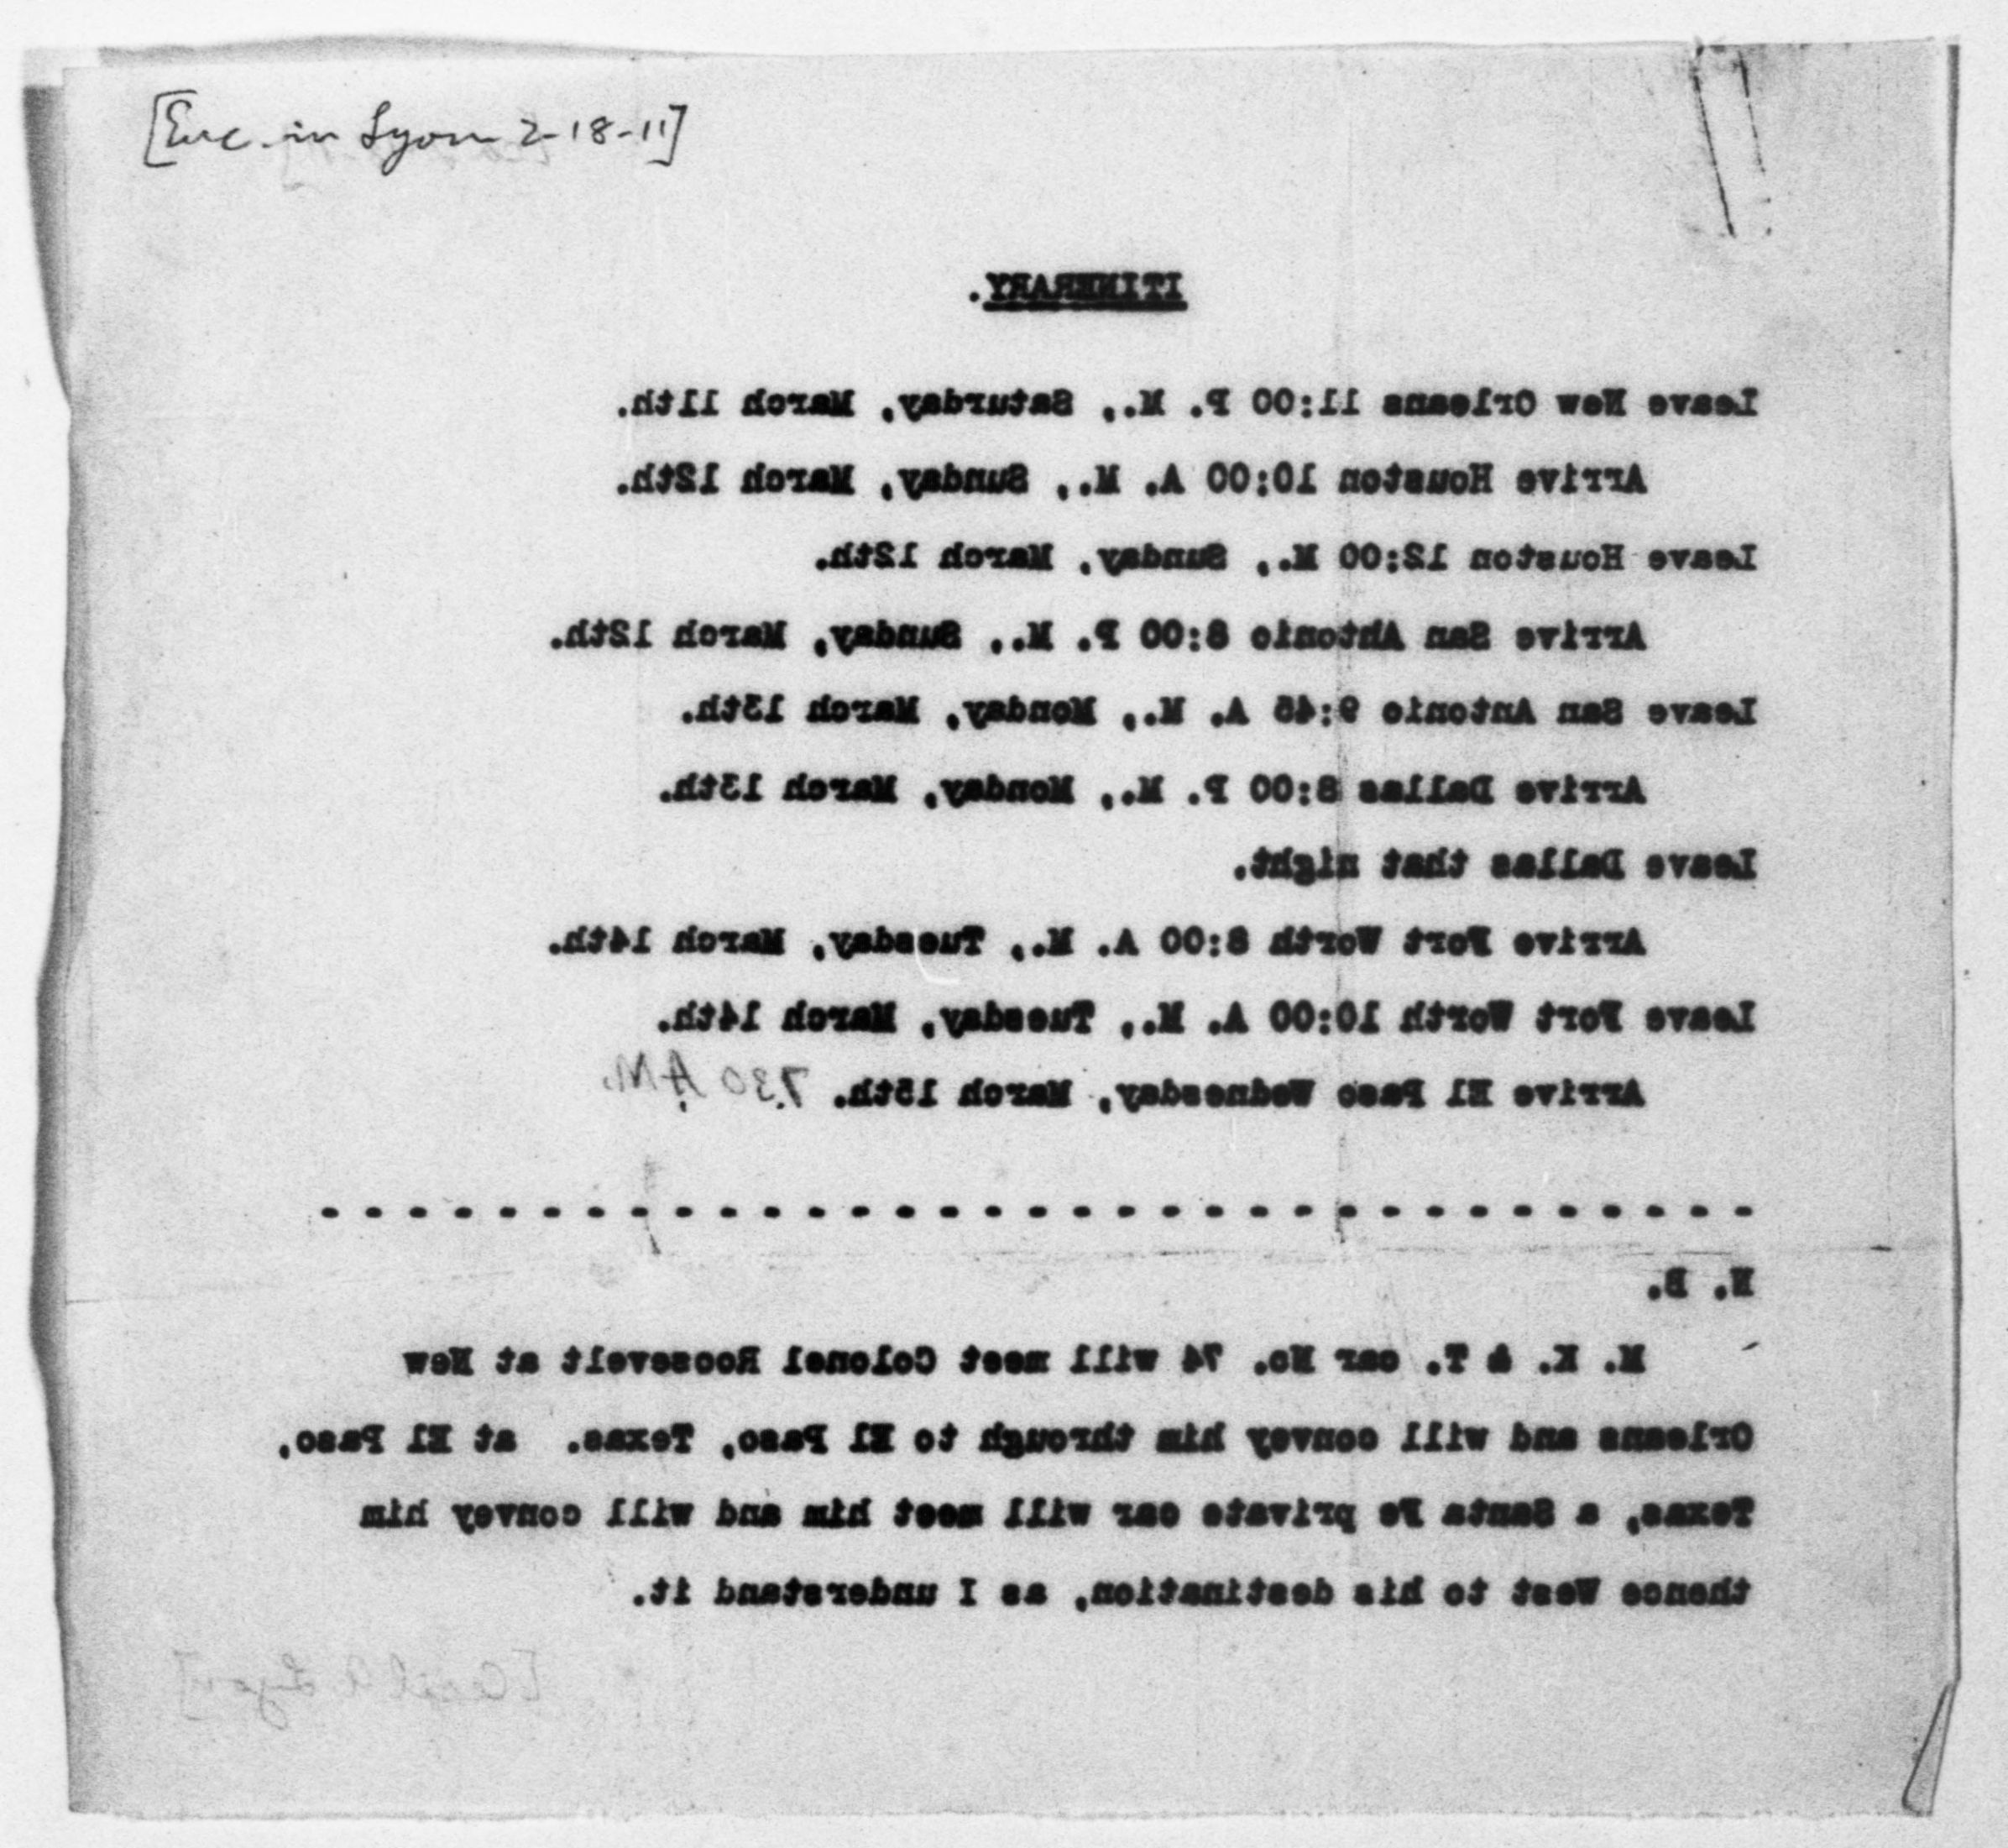 [Enc. in Lyon 2-18-11]
ITINERARY.
Leave New Orleans 11:00 P. M., Saturday, March 11th.
Arrive Houston 10:00 A. M., Sunday, March 12th.
Leave Houston 12:00 M., Sunday, March 12th.
Arrive San Antonio 8:00 P. M., Sunday, March 12th.
Leave San Antonio 9:45 A. M., Monday, March 13th.
Arrive Dallas 8:00 P. M., Monday, March 13th.
Leave Dallas that night.
Arrive Fort Worth 8:00 A. M., Tuesday, March 14th.
Leave Fort Worth 10:00 A. M., Tuesday, March 14th.
Arrive El Paso Wednesday, March 15th. 7.30 A.M.
- - - - - - - - - - - - - - - - - - - - - - - - - - - - - - - - -
N. B.
M. K. & T. car No. 74 will meet Colonel Roosevelt at New
Orleans and will convey him through to El Paso, Texas. at El Paso,
Texas, a Santa Fe private car will meet him and will convey him
thence West to his destination, as I understand it.
[Cecil A Lyon]